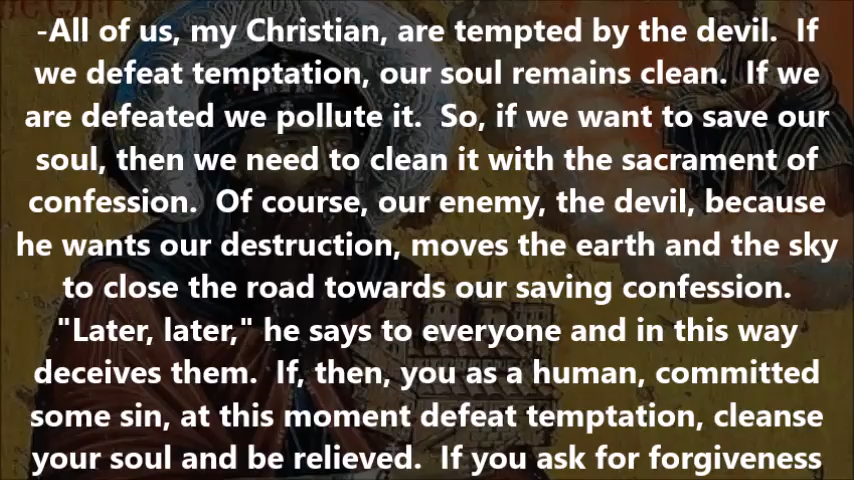 -All of us, my Christian, are tempted by the devil.  If
we defeat temptation, our soul remains clean.  If we
are defeated we pollute it.  So, if we want to save our
soul, then we need to clean it with the sacrament of
confession.  Of course, our enemy, the devil, because
he wants our destruction, moves the earth and the sky
to close the road towards our saving confession.
"Later, later," he says to everyone and in this way
deceives them.  If, then, you as a human, committed
some sin, at this moment defeat temptation, cleanse
your soul and be relieved.  If you ask for forgiveness